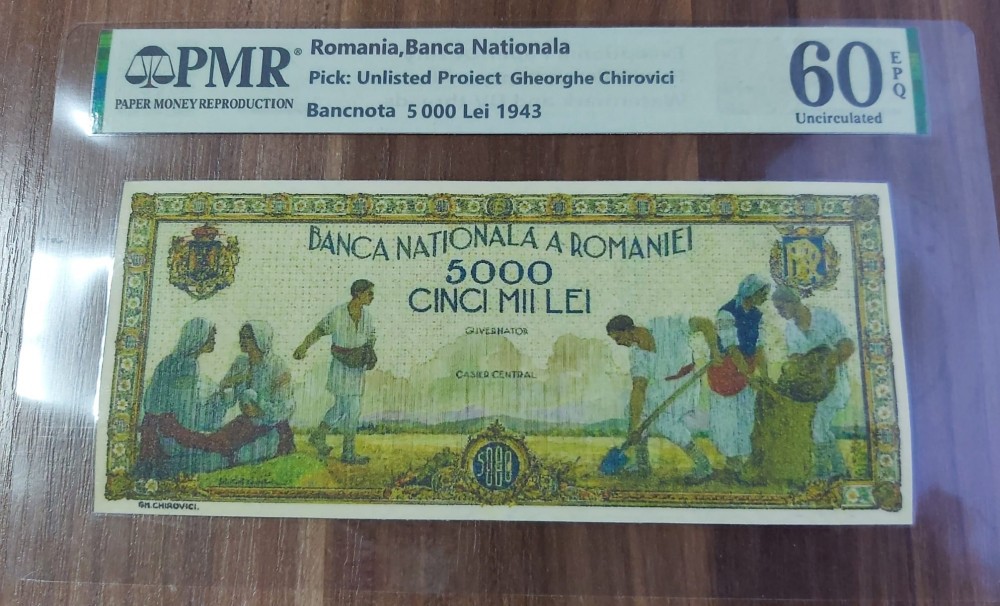 PMR®
PAPER MONEY REPRODUCTION
Romania,Banca Nationala
Pick: Unlisted Proiect Gheorghe Chirovici
Bancnota 5 000 Lei 1943
60
EPQ
Uncirculated
BANCA NATIONALA A ROMANIEI
5000
CINCI MII LEI
GUVERNATOR
CASIER CENTRAL
5000
GH.CHIROVICI.